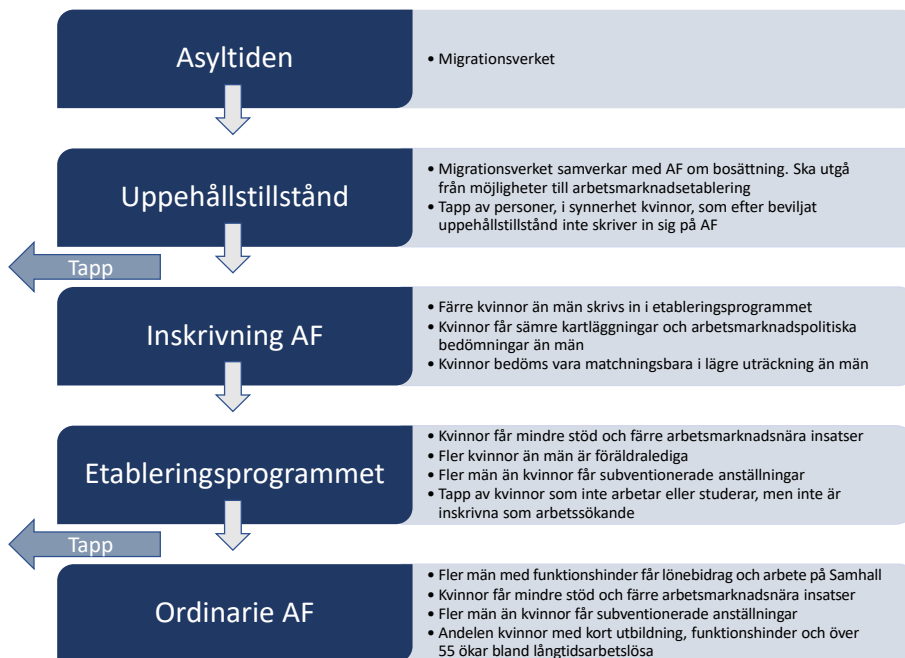 Asyltiden
• Migrationsverket
Uppehållstillstånd
• Migrationsverket samverkar med AF om bosättning. Ska utgå
från möjligheter till arbetsmarknadsetablering
• Tapp av personer, i synnerhet kvinnor, som efter beviljat
uppehållstillstånd inte skriver in sig på AF
Tapp
Inskrivning AF
• Färre kvinnor än män skrivs in i etableringsprogrammet
• Kvinnor får sämre kartläggningar och arbetsmarknadspolitiska
bedömningar än män
• Kvinnor bedöms vara matchningsbara i lägre uträckning än män
Etableringsprogrammet
• Kvinnor får mindre stöd och färre arbetsmarknadsnära insatser
• Fler kvinnor än män är föräldralediga
• Fler män än kvinnor får subventionerade anställningar
• Tapp av kvinnor som inte arbetar eller studerar, men inte är
inskrivna som arbetssökande
Tapp
Ordinarie AF
• Fler män med funktionshinder får lönebidrag och arbete på Samhall
• Kvinnor får mindre stöd och färre arbetsmarknadsnära insatser
• Fler män än kvinnor får subventionerade anställningar
• Andelen kvinnor med kort utbildning, funktionshinder och över
55 ökar bland långtidsarbetslösa